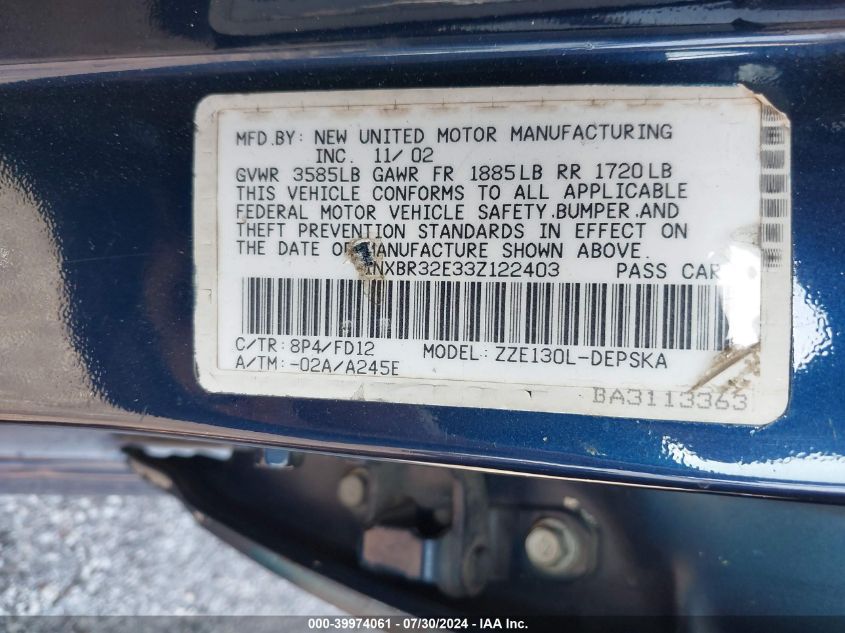 MFD.BY: NEW UNITED MOTOR MANUFACTURING
INC. 11/02
GVWR 3585LB GAWR FR 1885LB RR 1720LB
THIS VEHICLE CONFORMS TO ALL APPLICABLE
FEDERAL MOTOR VEHICLE SAFETY.BUMPER.AND
THEFT PREVENTION STANDARDS IN EFFECT ON
THE DATE OF MANUFACTURE SHOWN ABOVE.
1NXBR32E33Z122403 PASS CAR
C/TR: 8P4/FD12 MODEL: ZZE130L-DEPSKA
A/TM: -02A/A245E
BA3113363
000-39974061 - 07/30/2024 - IAAI.COM